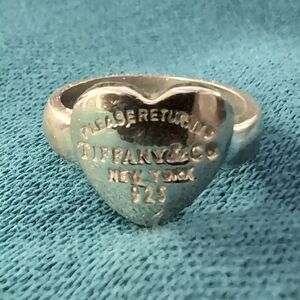 PLEASE RETURN TO
TIFFANY & CO
NEW YORK
925